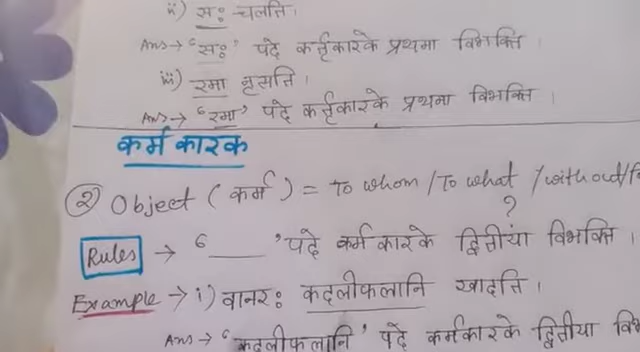 ii) सः चलति ।
Ans → ‘सः’ पदे कर्तृकारके प्रथमा विभक्ति ।
iii) रमा नृसति ।
Ans → ‘रमा’ पदे कर्तृकारके प्रथमा विभक्ति ।
कर्म कारक
② Object ( कर्म ) = To whom / To what / without/
?
Rules → ‘ ___ ’ पदे कर्मकारके द्वितीया विभक्ति ।
Example → i) वानरः कदलीफलानि खादति ।
Ans → ‘कदलीफलानि’ पदे कर्मकारके द्वितीया